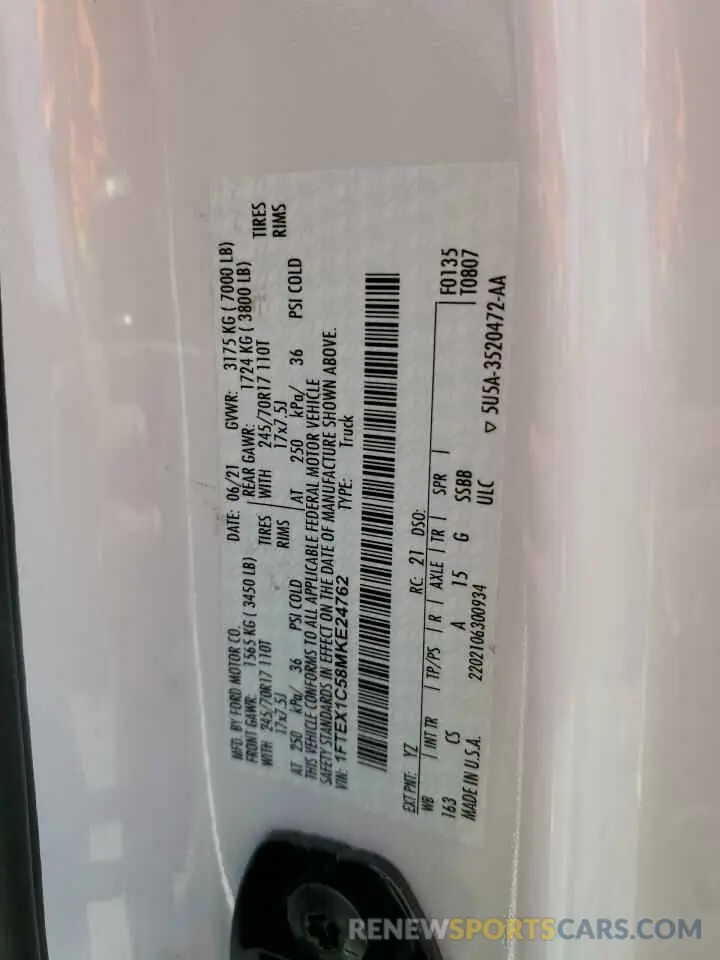 MFD. BY FORD MOTOR CO. DATE: 06/21 GVWR: 3175 KG ( 7000 LB)
FRONT GAWR: 1565 KG ( 3450 LB) REAR GAWR: 1724 KG ( 3800 LB)
WITH 245/70R17 110T TIRES WITH 245/70R17 110T TIRES
17x7.5J RIMS 17x7.5J RIMS
AT 250 kPa/ 36 PSI COLD AT 250 kPa/ 36 PSI COLD
THIS VEHICLE CONFORMS TO ALL APPLICABLE FEDERAL MOTOR VEHICLE
SAFETY STANDARDS IN EFFECT ON THE DATE OF MANUFACTURE SHOWN ABOVE.
VIN: 1FTEX1C58MKE24762 TYPE: Truck
EXT PNT: YZ RC: 21 DSO:
WB INT TR TP/PS R AXLE TR SPR F0135
163 CS A 15 G SSBB T0807
MADE IN U.S.A. 2202106300934 ULC ▽ 5U5A-3520472-AA
RENEWSPORTSCARS.COM